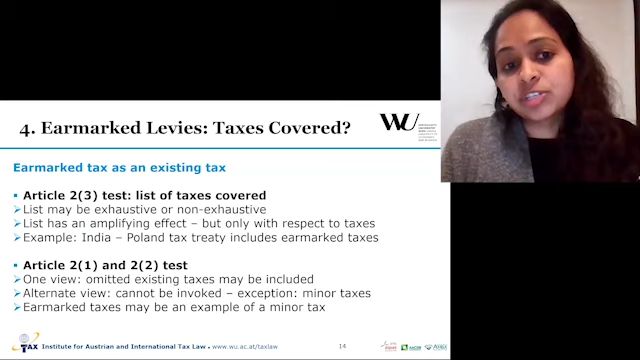 4. Earmarked Levies: Taxes Covered?
WU
Earmarked tax as an existing tax
▪ Article 2(3) test: list of taxes covered
➢List may be exhaustive or non-exhaustive
➢List has an amplifying effect – but only with respect to taxes
➢Example: India – Poland tax treaty includes earmarked taxes
▪ Article 2(1) and 2(2) test
➢One view: omitted existing taxes may be included
➢Alternate view: cannot be invoked – exception: minor taxes
➢Earmarked taxes may be an example of a minor tax
TAX Institute for Austrian and International Tax Law ▪ www.wu.ac.at/taxlaw 14